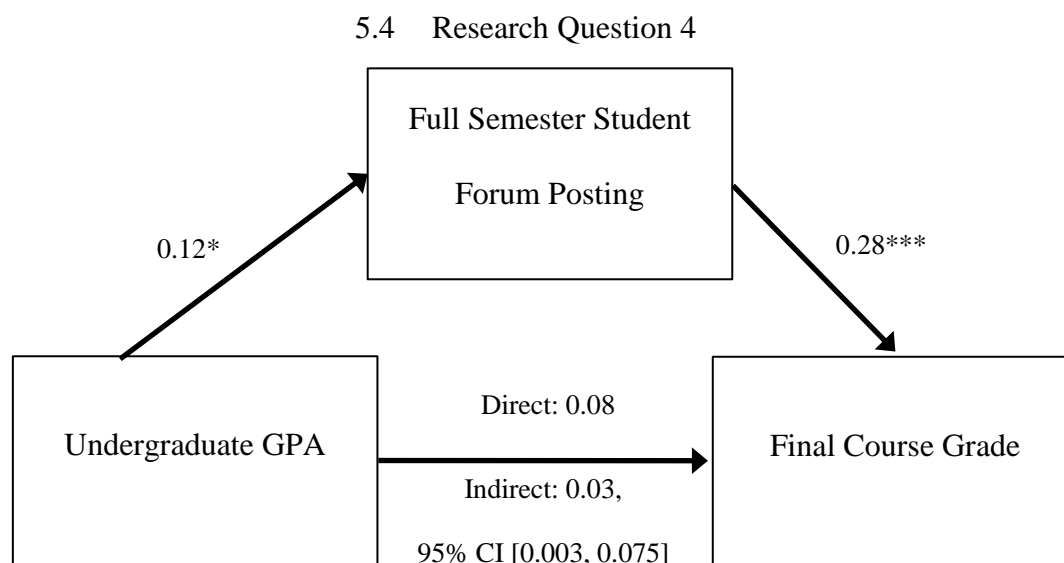 5.4 Research Question 4
Full Semester Student
Forum Posting
0.12*
0.28***
Undergraduate GPA
Direct: 0.08
Indirect: 0.03,
95% CI [0.003, 0.075]
Final Course Grade